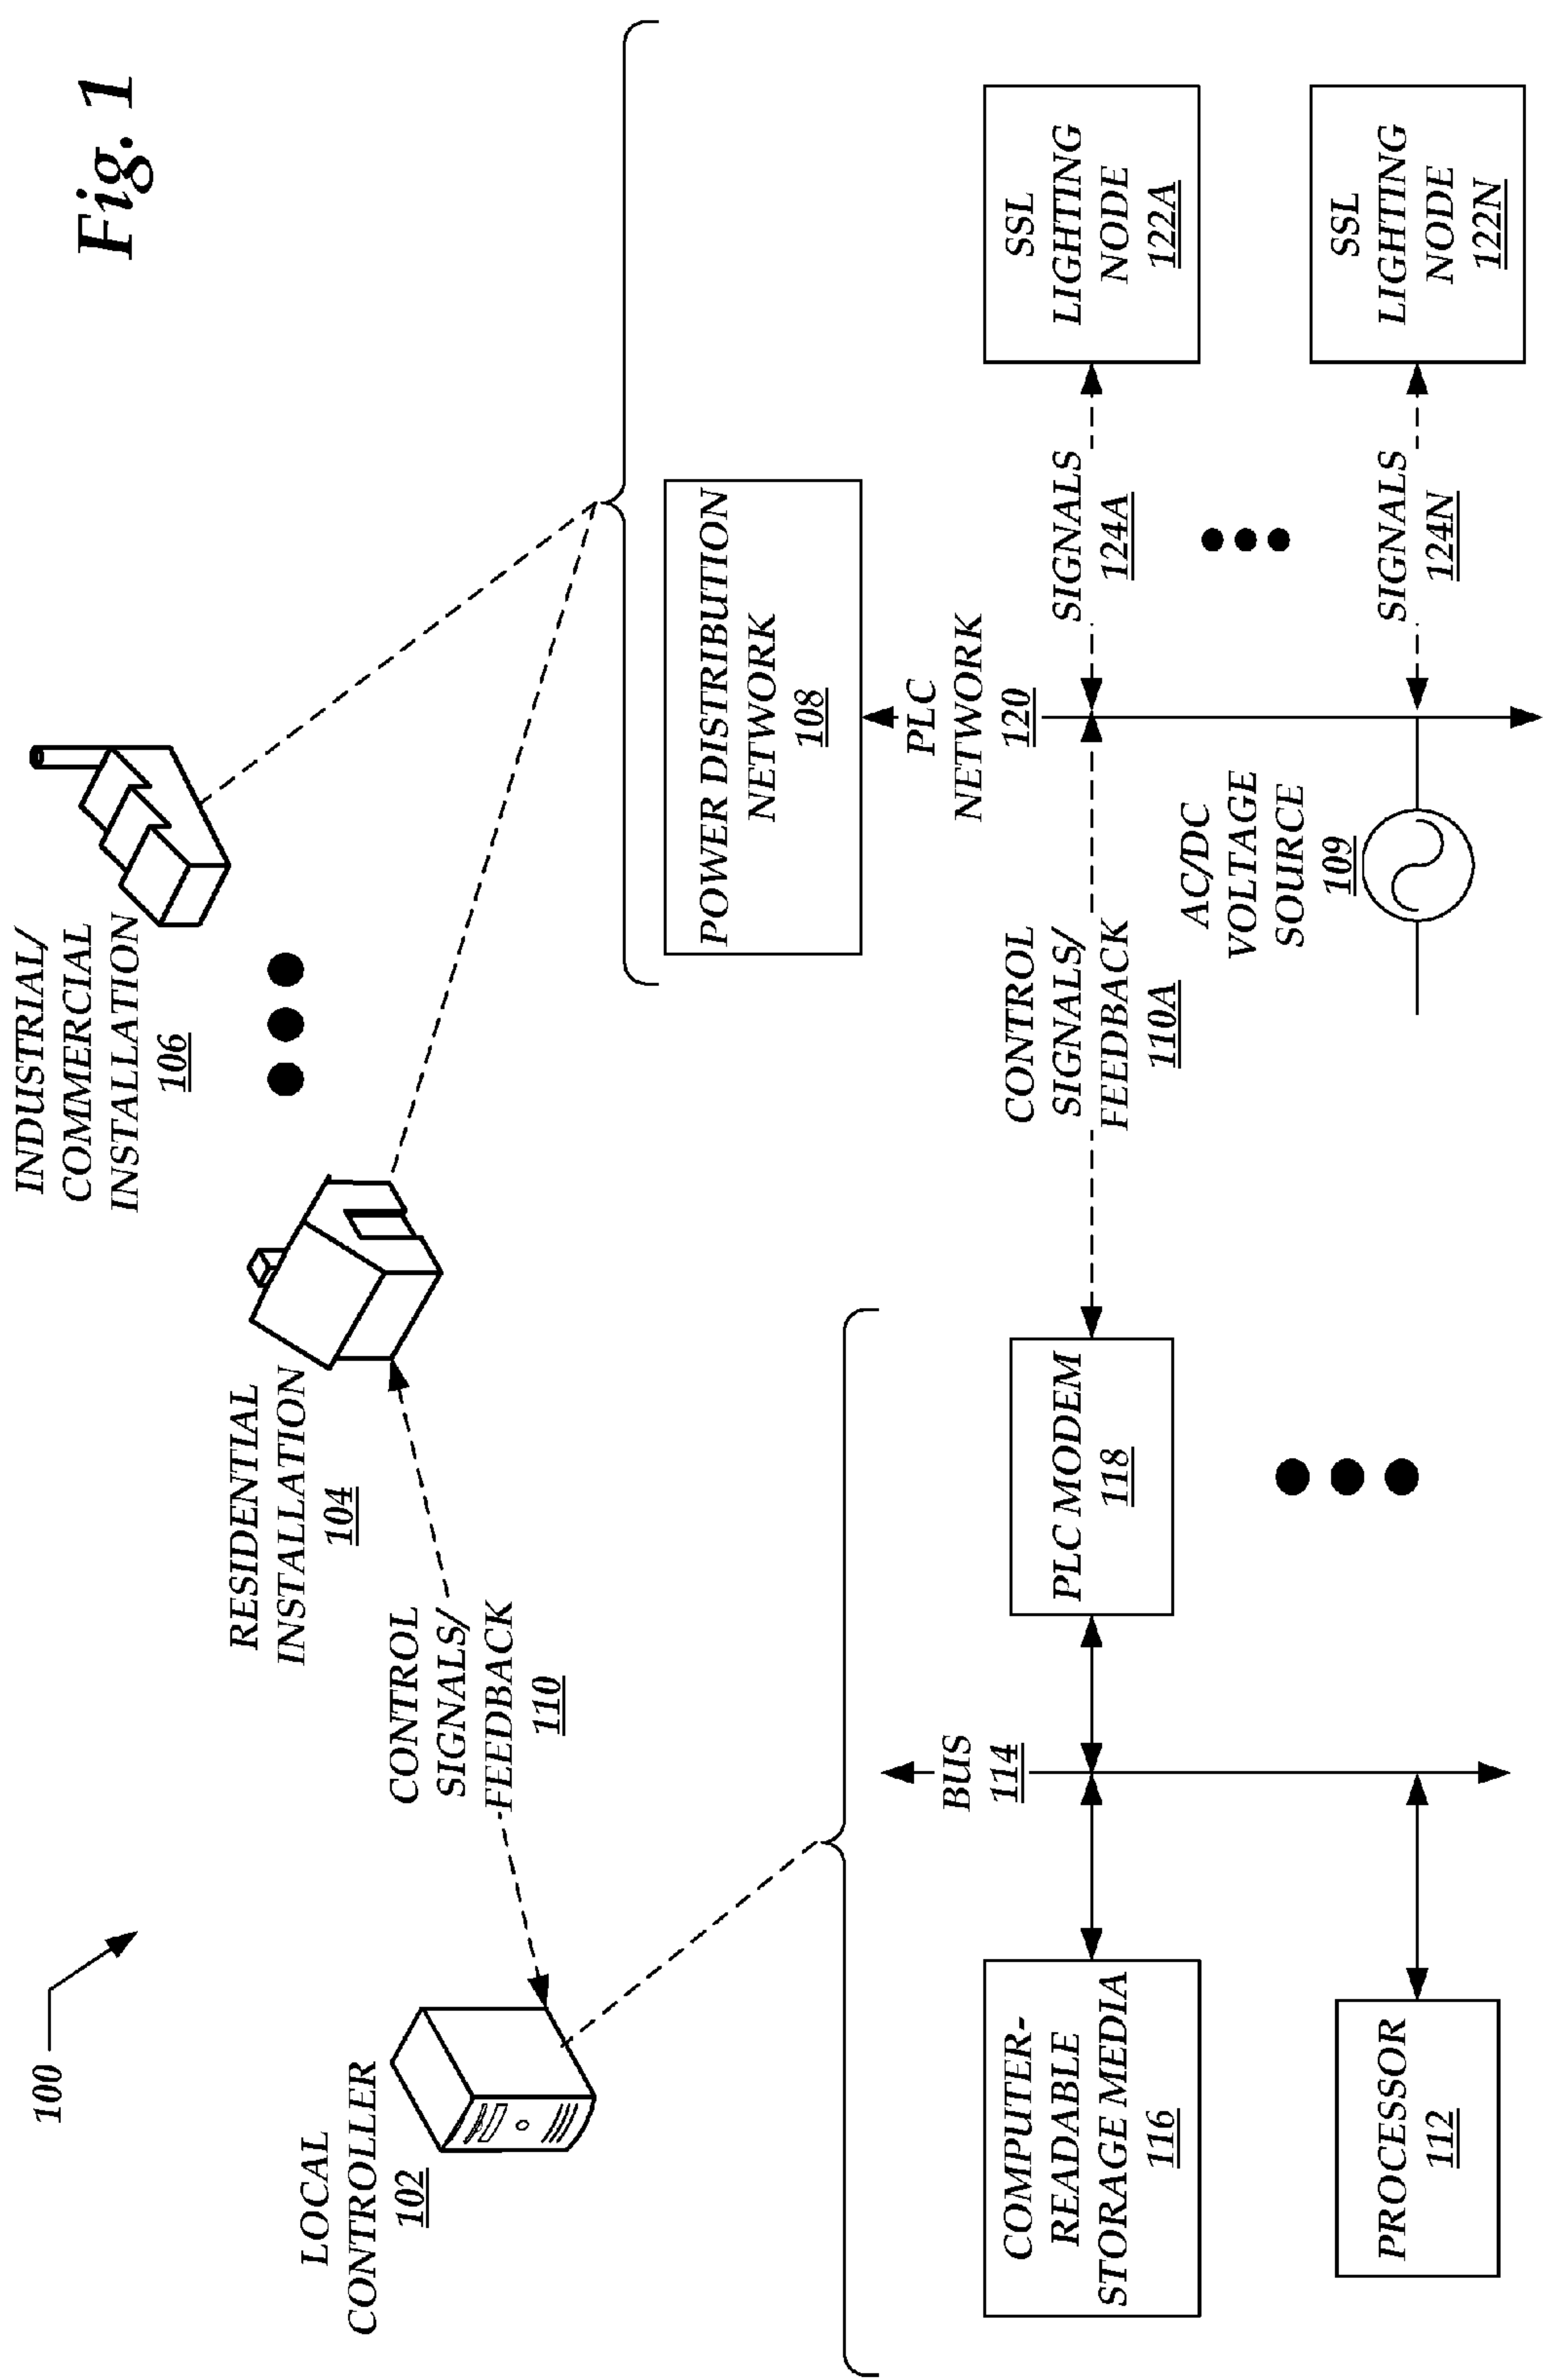 Fig. 1
100
INDUSTRIAL/
COMMERCIAL
INSTALLATION
106
RESIDENTIAL
INSTALLATION
104
LOCAL
CONTROLLER
102
CONTROL
SIGNALS/
FEEDBACK
110
POWER DISTRIBUTION
NETWORK
108
BUS
114
PLC
NETWORK
120
COMPUTER-
READABLE
STORAGE MEDIA
116
PLC MODEM
118
CONTROL
SIGNALS/
FEEDBACK
110A
SIGNALS
124A
SSL
LIGHTING
NODE
122A
PROCESSOR
112
AC/DC
VOLTAGE
SOURCE
109
SIGNALS
124N
SSL
LIGHTING
NODE
122N